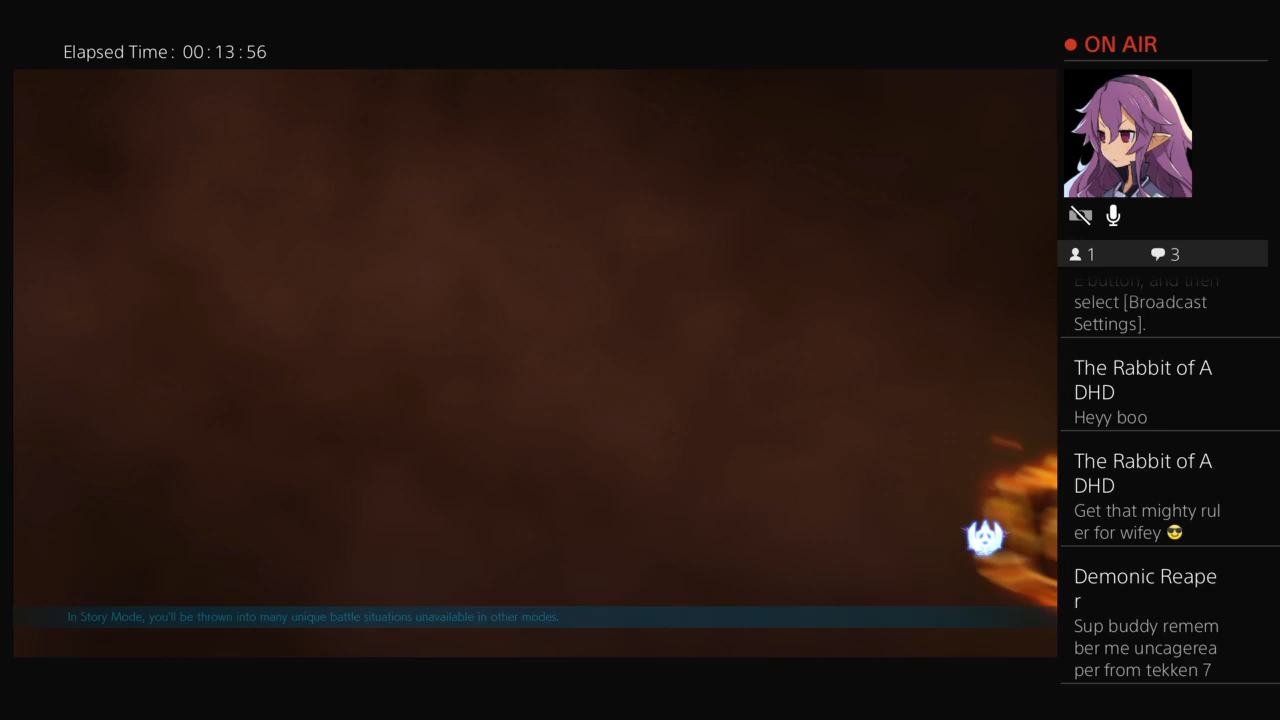 Elapsed Time: 00:13:56
ON AIR
1
3
E button, and then
select [Broadcast
Settings].
The Rabbit of A
DHD
Heyy boo
The Rabbit of A
DHD
Get that mighty rul
er for wifey 😎
Demonic Reape
r
Sup buddy remem
ber me uncagerea
per from tekken 7
In Story Mode, you'll be thrown into many unique battle situations unavailable in other modes.